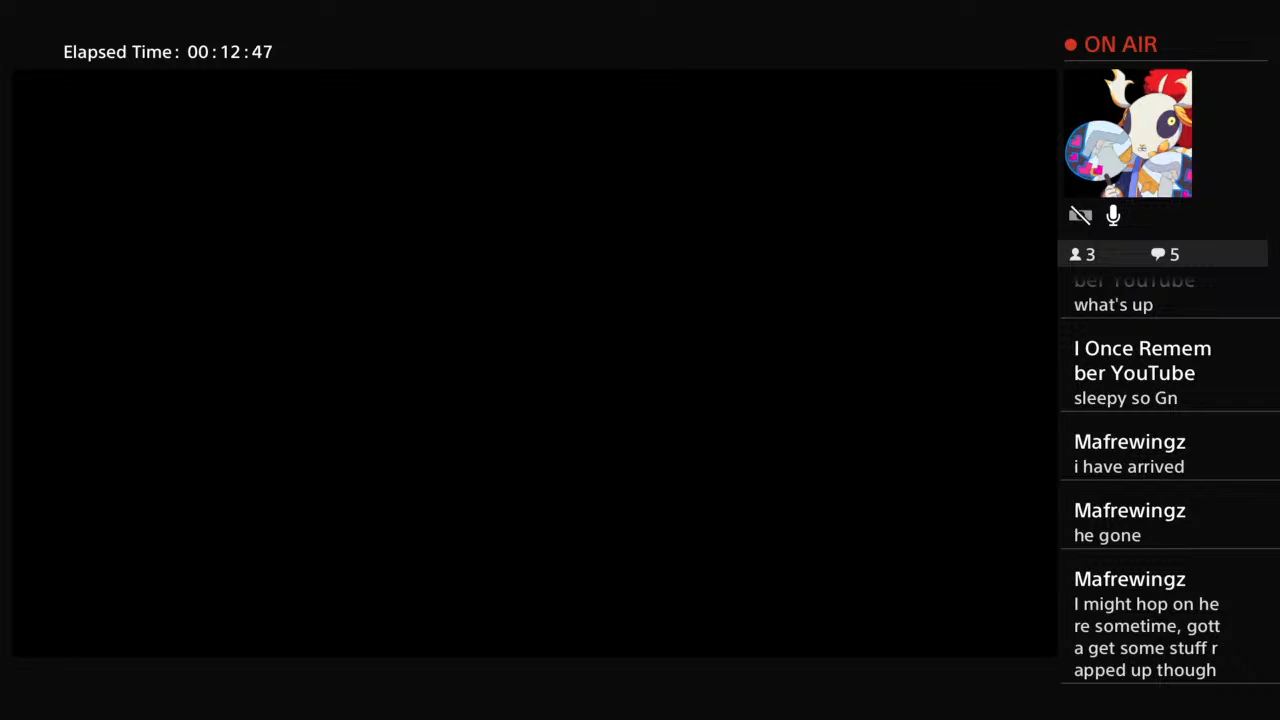 Elapsed Time: 00:12:47
ON AIR
3
5
ber YouTube
what's up
I Once Remem
ber YouTube
sleepy so Gn
Mafrewingz
i have arrived
Mafrewingz
he gone
Mafrewingz
I might hop on he
re sometime, gott
a get some stuff r
apped up though